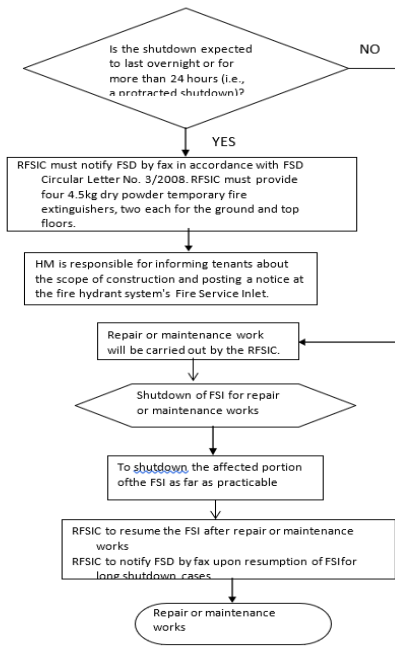 Is the shutdown expected
to last overnight or for
more than 24 hours (i.e.,
a protracted shutdown)?
NO
YES
RFSIC must notify FSD by fax in accordance with FSD
Circular Letter No. 3/2008. RFSIC must provide
four 4.5kg dry powder temporary fire
extinguishers, two each for the ground and top
floors.
HM is responsible for informing tenants about
the scope of construction and posting a notice at
the fire hydrant system's Fire Service Inlet.
Repair or maintenance work
will be carried out by the RFSIC.
Shutdown of FSI for repair
or maintenance works
To shutdown the affected portion
ofthe FSI as far as practicable
RFSIC to resume the FSI after repair or maintenance
works
RFSIC to notify FSD by fax upon resumption of FSIfor
long shutdown cases
Repair or maintenance
works